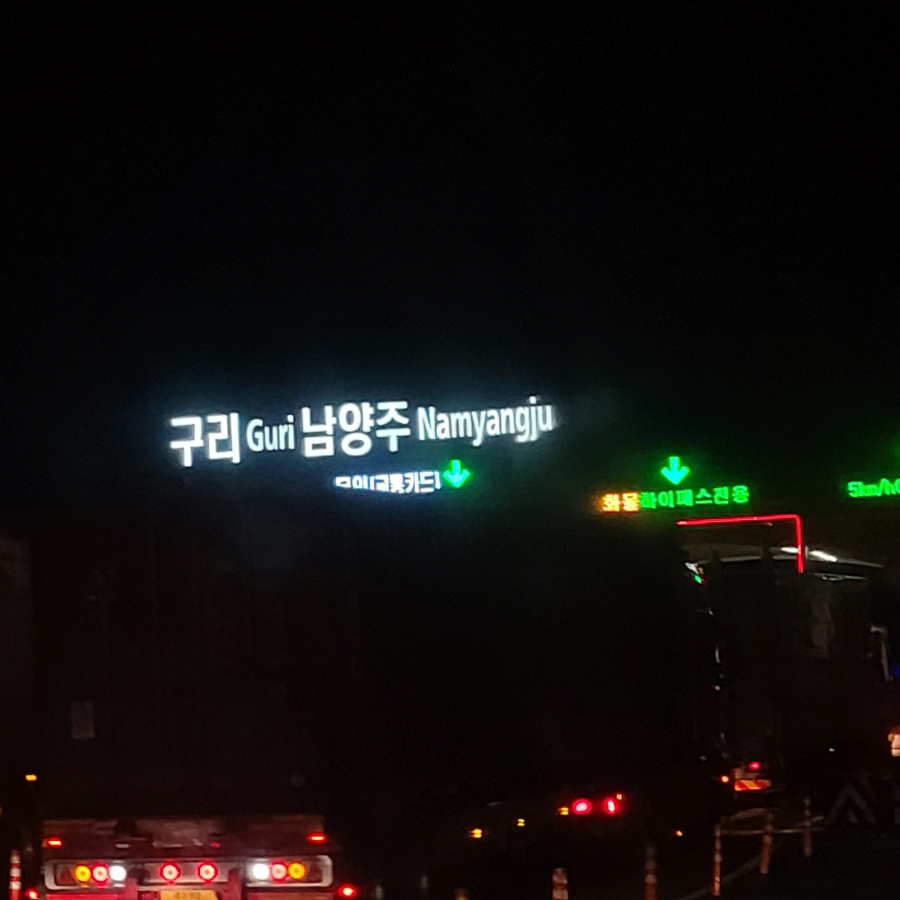 구리 Guri 남양주 Namyangju
교통카드
화물하이패스전용
5km/h